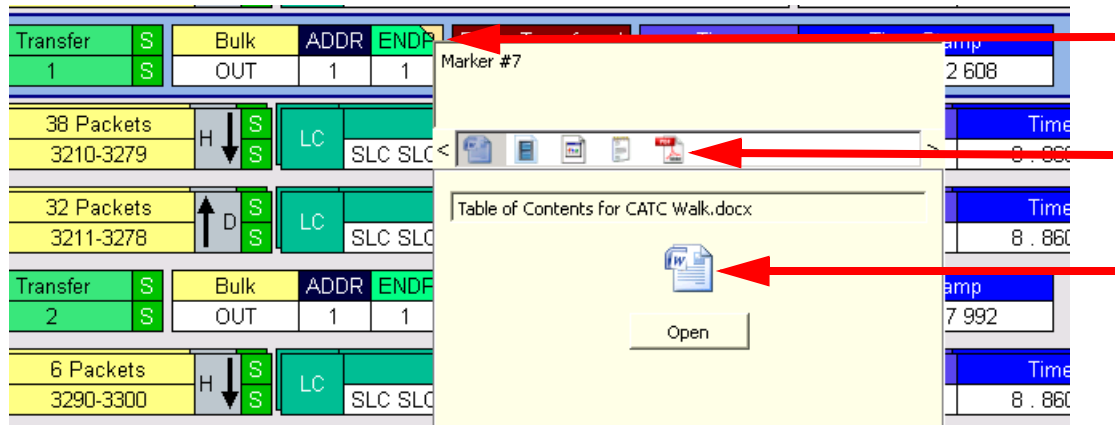 Transfer S Bulk ADDR ENDP
1 S OUT 1 1 2 608
Marker #7
38 Packets H S LC Time
3210-3279 S SLC SLC < > 8 . 860
Table of Contents for CATC Walk.docx
32 Packets D S LC Time
3211-3278 S SLC SLC 8 . 860
Transfer S Bulk ADDR ENDP amp
2 S OUT 1 1 7 992
Open
6 Packets H S LC Time
3290-3300 S SLC SLC 8 . 860